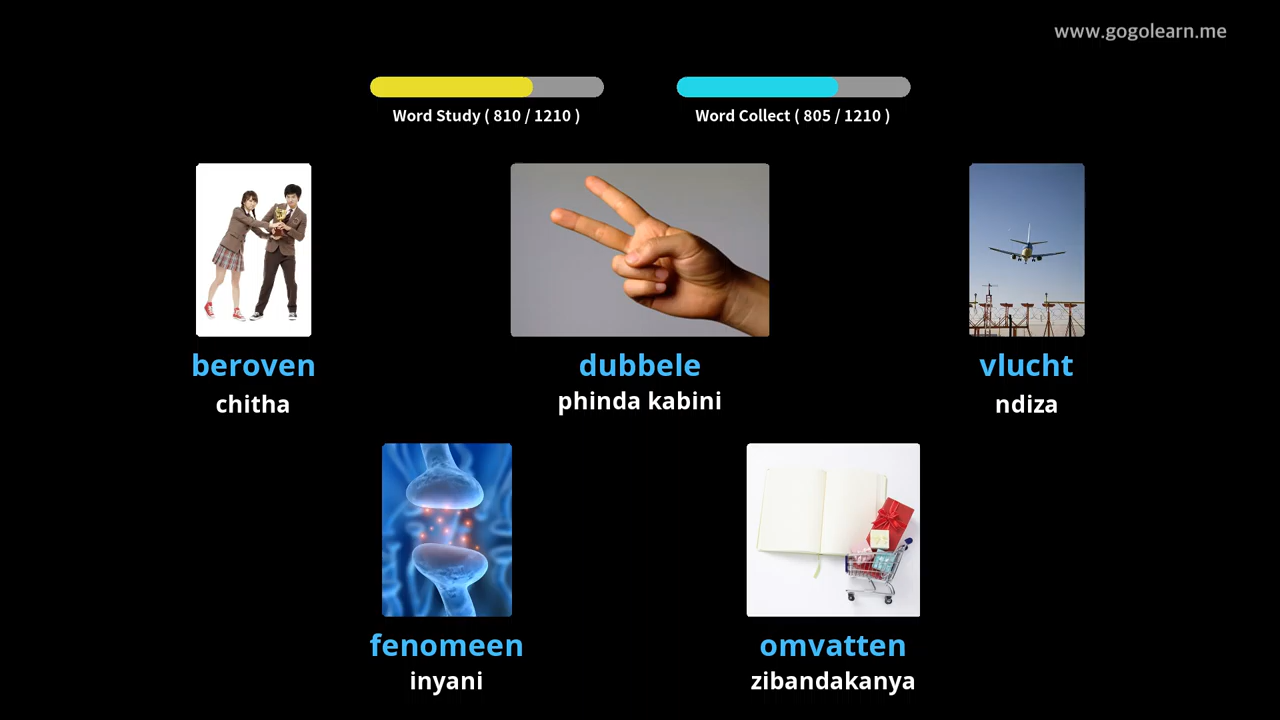 www.gogolearn.me
Word Study ( 810 / 1210 )
Word Collect ( 805 / 1210 )
beroven
chitha
dubbele
phinda kabini
vlucht
ndiza
fenomeen
inyani
omvatten
zibandakanya